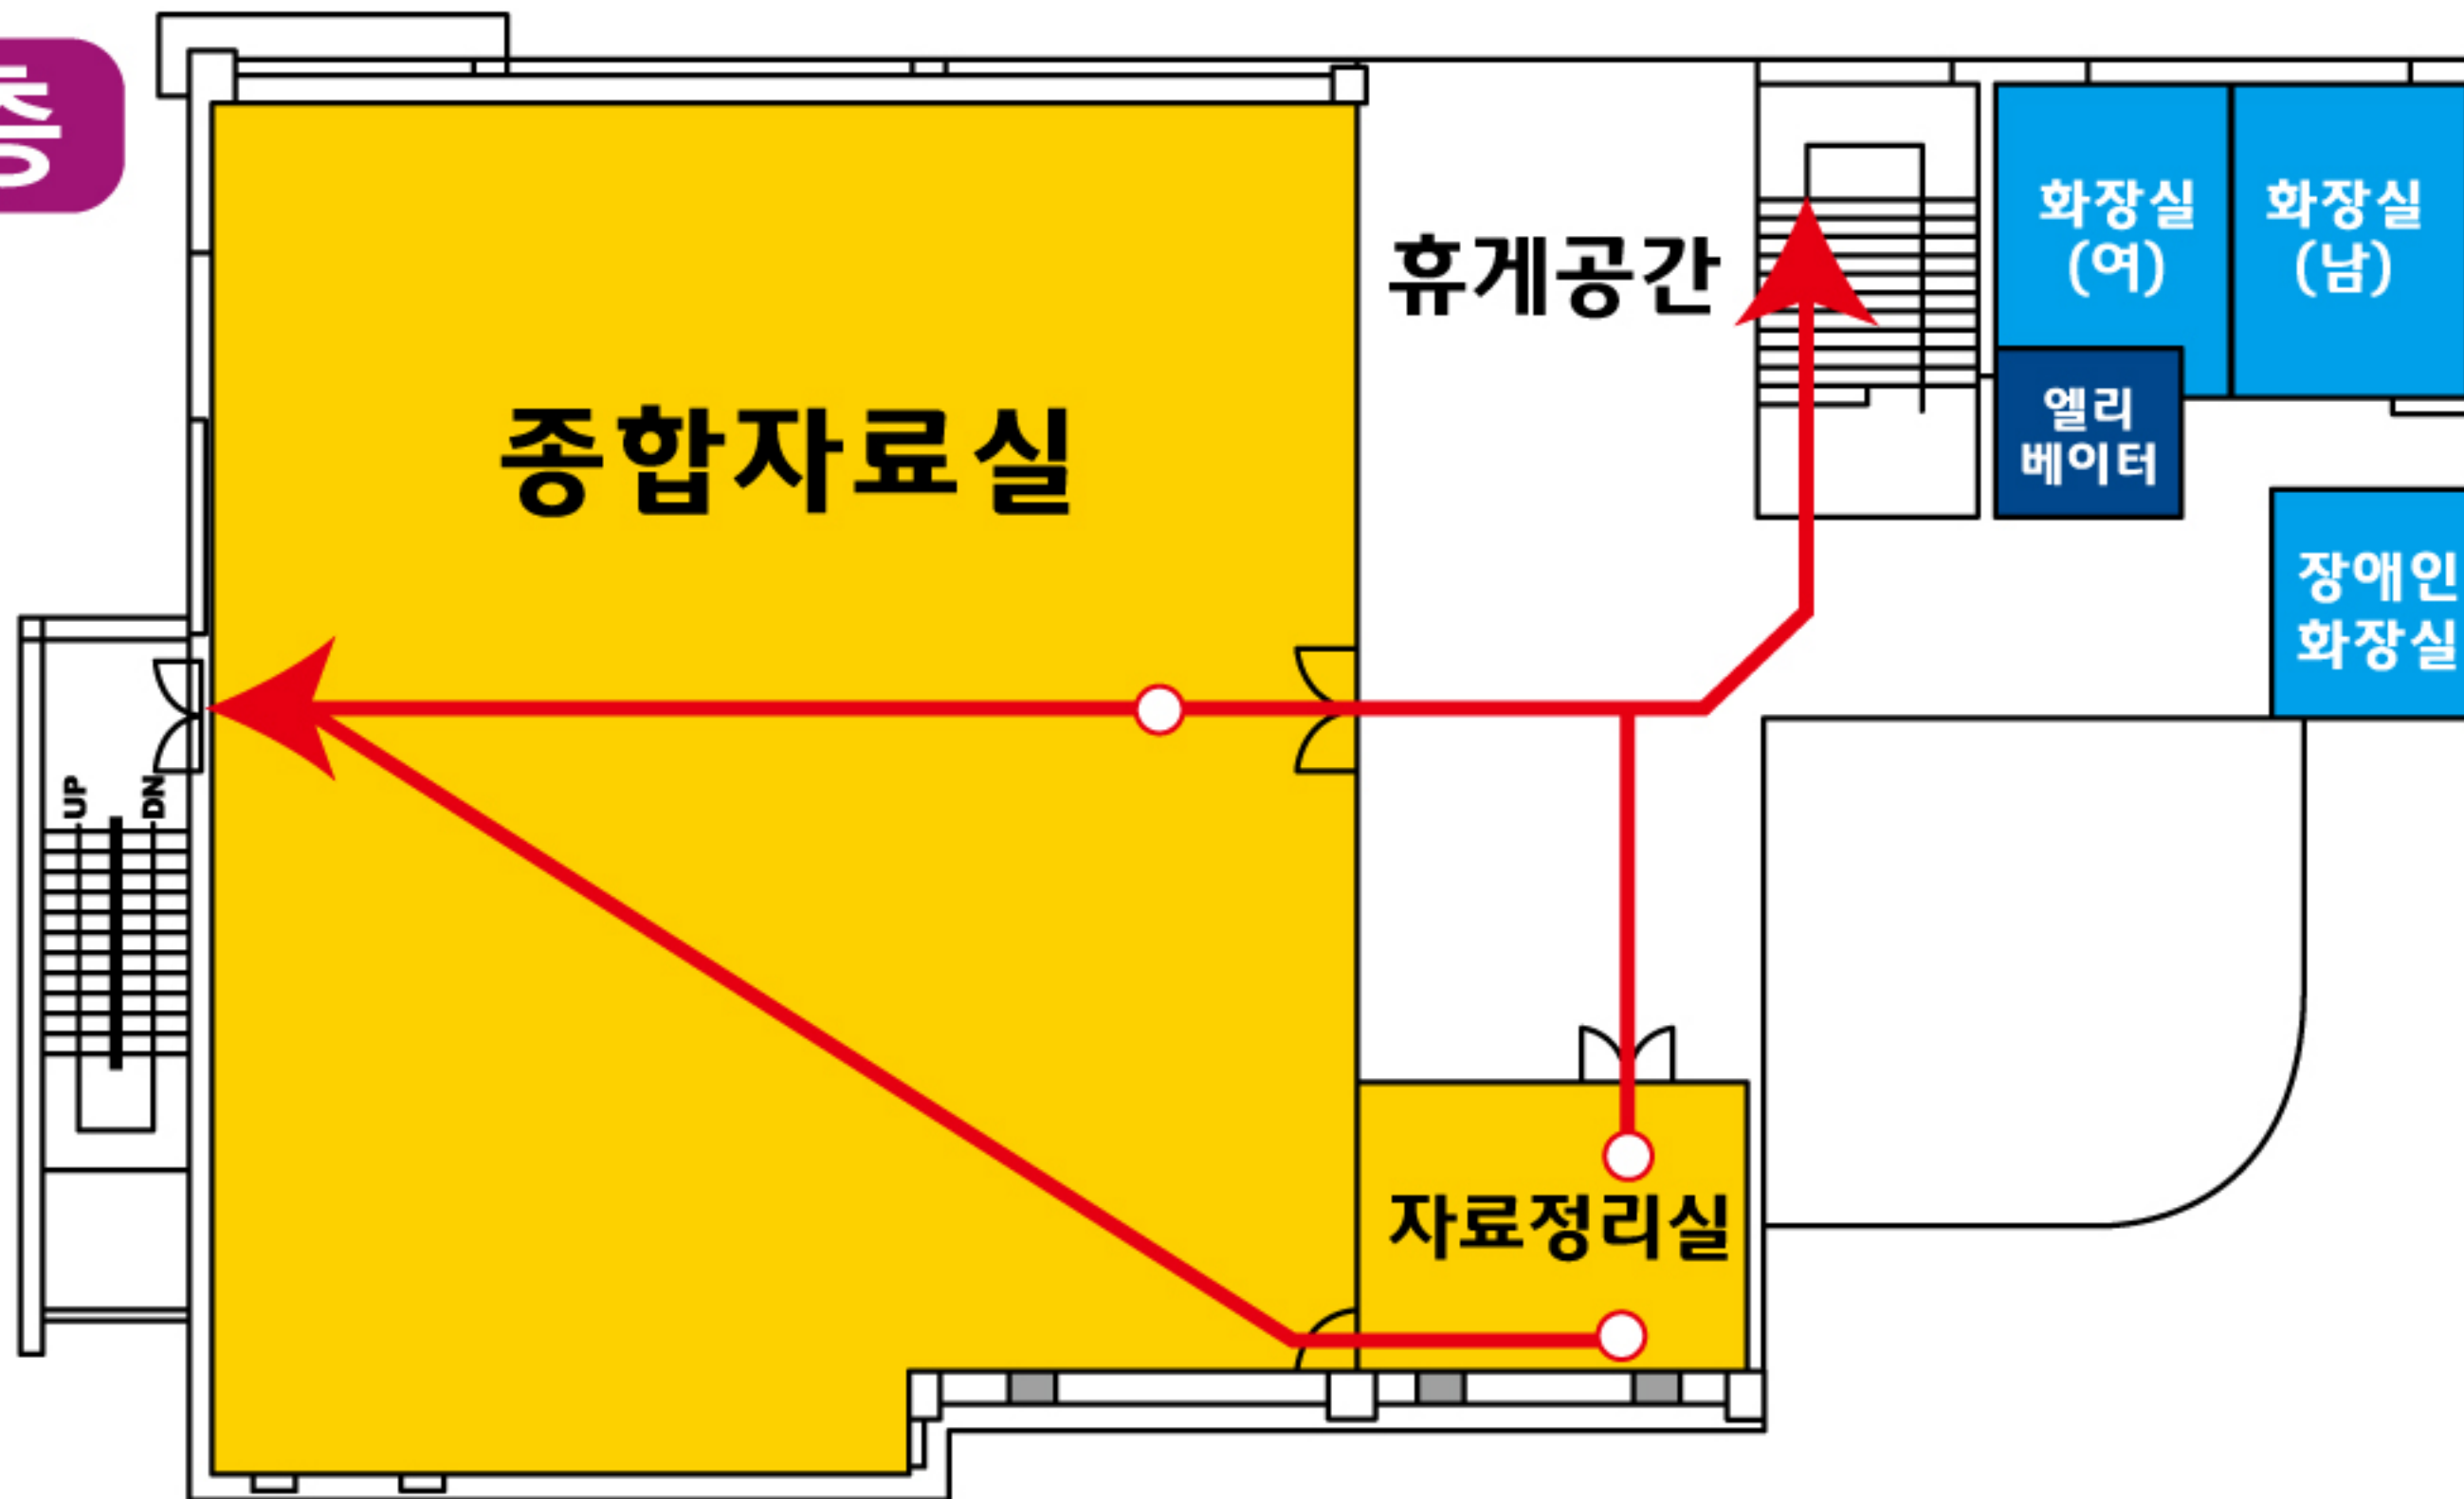 층
화장실
(여)
화장실
(남)
휴게공간
엘리
베이터
종합자료실
장애인
화장실
UP
DN
자료정리실